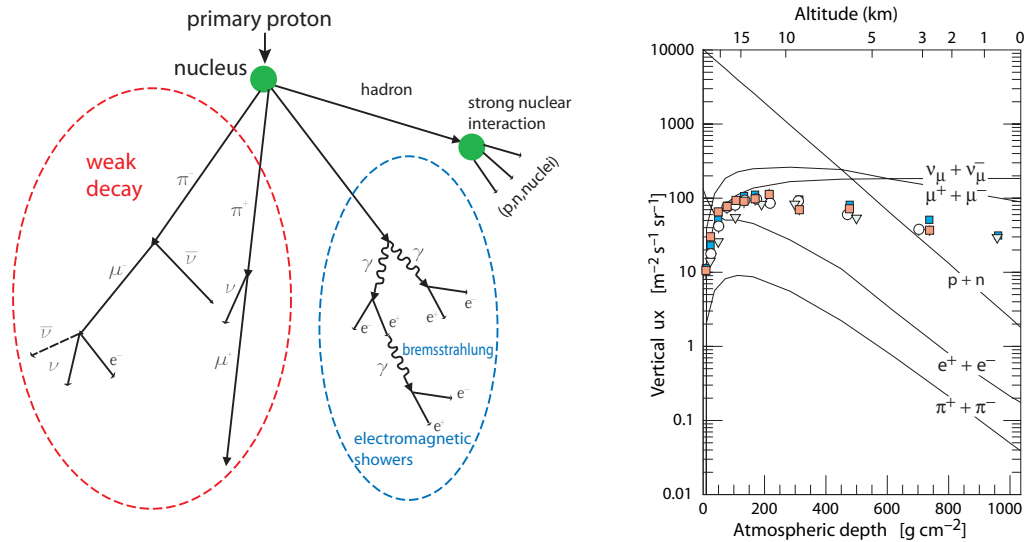 primary proton
nucleus
hadron
strong nuclear
interaction
(p,n,nuclei)
weak
decay
π⁻
π⁺
μ⁻
ν̅
ν
ν̅
ν
e⁻
μ⁺
γ
γ
e⁻
e⁺
e⁺
e⁻
bremsstrahlung
γ
e⁻
e⁺
electromagnetic
showers
Altitude (km)
15 10 5 3 2 1 0
10000
1000
100
10
1
0.1
0.01
Vertical ux [m⁻² s⁻¹ sr⁻¹]
ν_μ + ν̅_μ
μ⁺ + μ⁻
p + n
e⁺ + e⁻
π⁺ + π⁻
0 200 400 600 800 1000
Atmospheric depth [g cm⁻²]